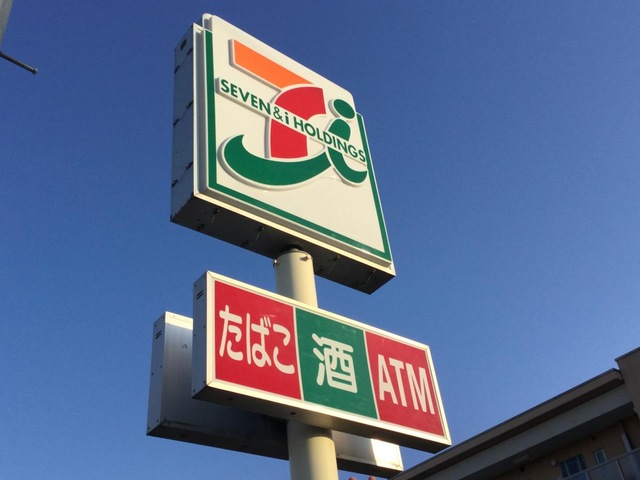 SEVEN&i HOLDINGS
たばこ 酒 ATM